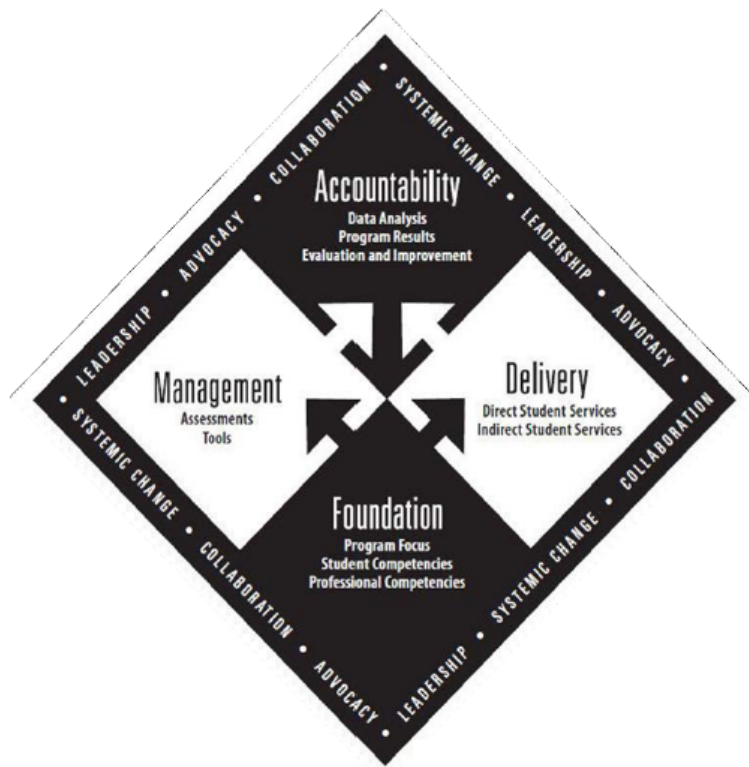 LEADERSHIP • ADVOCACY • COLLABORATION •
SYSTEMIC CHANGE • LEADERSHIP • ADVOCACY • COLLABORATION
Accountability
Data Analysis
Program Results
Evaluation and Improvement
Management
Assessments
Tools
Delivery
Direct Student Services
Indirect Student Services
Foundation
Program Focus
Student Competencies
Professional Competencies
• SYSTEMIC CHANGE • COLLABORATION • ADVOCACY •
LEADERSHIP • SYSTEMIC CHANGE •